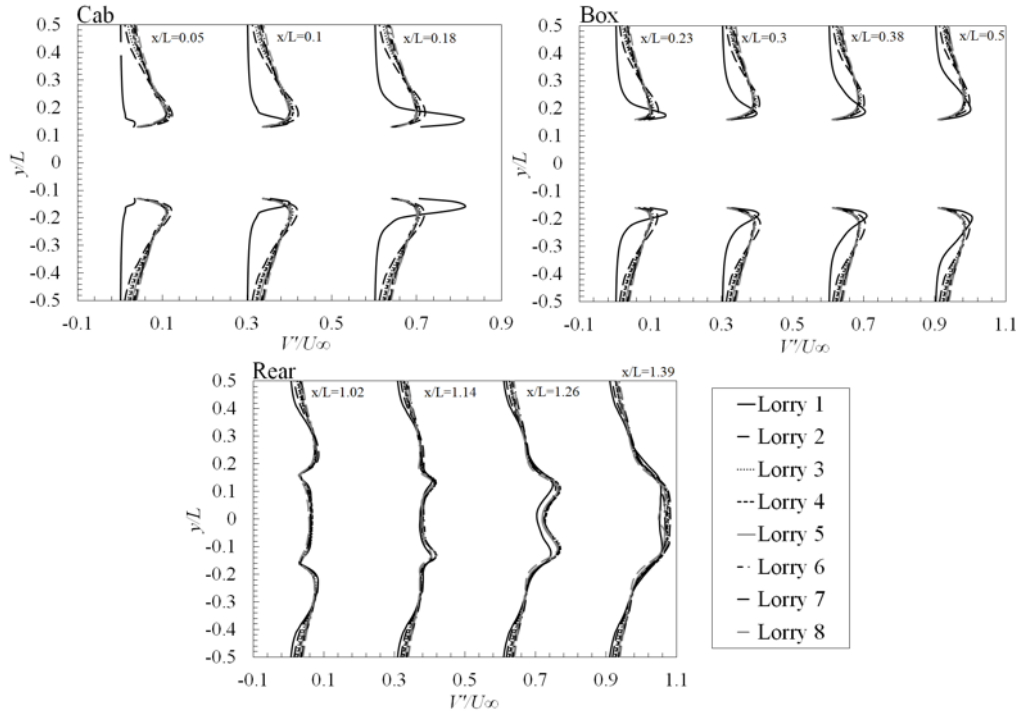 Cab
x/L=0.05
x/L=0.1
x/L=0.18
0.5
0.4
0.3
0.2
0.1
0
-0.1
-0.2
-0.3
-0.4
-0.5
y/L
-0.1 0.1 0.3 0.5 0.7 0.9
V'/U∞
Box
x/L=0.23
x/L=0.3
x/L=0.38
x/L=0.5
0.5
0.4
0.3
0.2
0.1
0
-0.1
-0.2
-0.3
-0.4
-0.5
y/L
-0.1 0.1 0.3 0.5 0.7 0.9 1.1
V'/U∞
Rear
x/L=1.02
x/L=1.14
x/L=1.26
x/L=1.39
0.5
0.4
0.3
0.2
0.1
0
-0.1
-0.2
-0.3
-0.4
-0.5
y/L
-0.1 0.1 0.3 0.5 0.7 0.9 1.1
V'/U∞
Lorry 1
Lorry 2
Lorry 3
Lorry 4
Lorry 5
Lorry 6
Lorry 7
Lorry 8